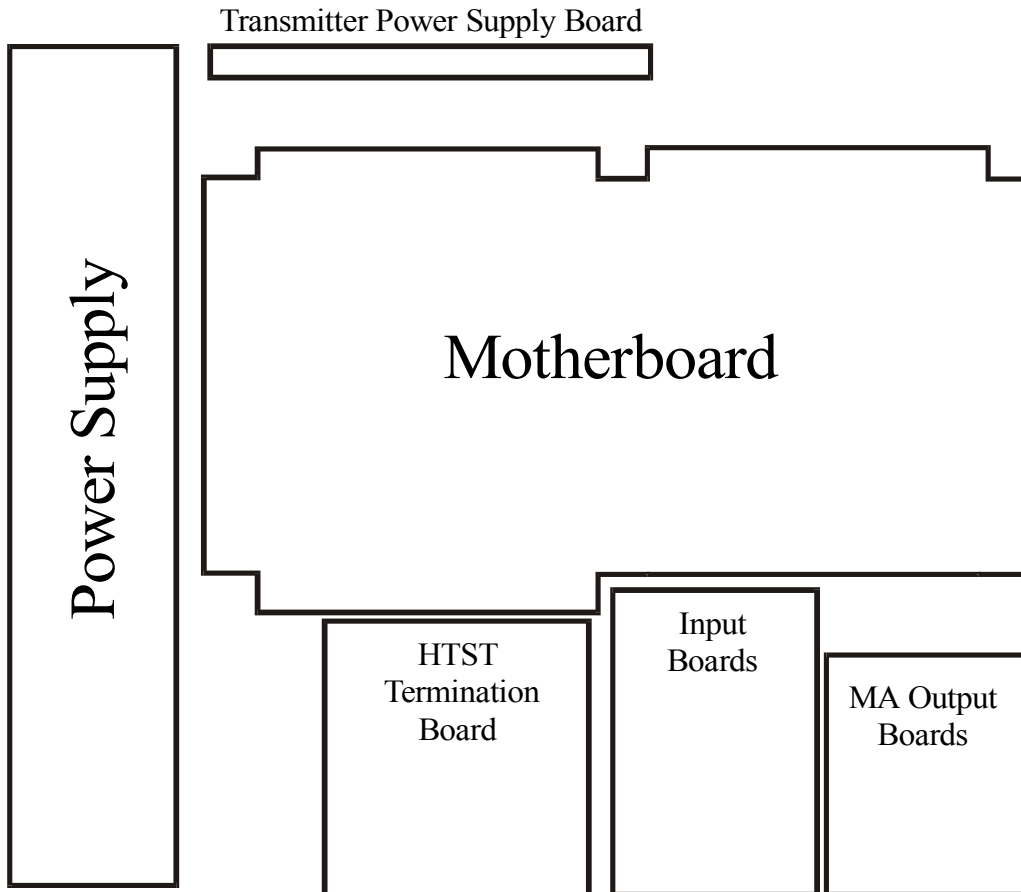 Transmitter Power Supply Board
Power Supply
Motherboard
HTST
Termination
Board
Input
Boards
MA Output
Boards